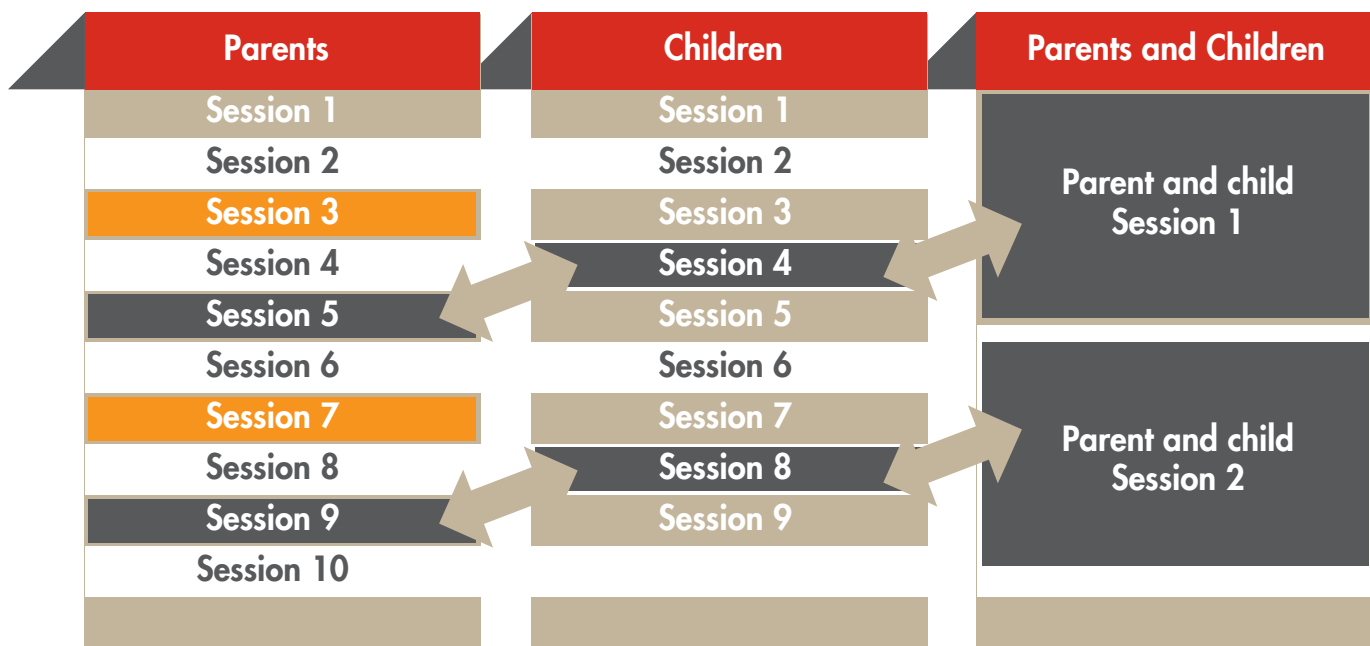 Parents
Children
Parents and Children
Session 1
Session 2
Session 3
Session 4
Session 5
Session 6
Session 7
Session 8
Session 9
Session 10
Session 1
Session 2
Session 3
Session 4
Session 5
Session 6
Session 7
Session 8
Session 9
Parent and child
Session 1
Parent and child
Session 2